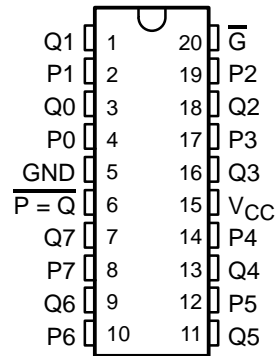 Q1 1 20 G̅
P1 2 19 P2
Q0 3 18 Q2
P0 4 17 P3
GND 5 16 Q3
P̅ ̅=̅ ̅Q̅ 6 15 VCC
Q7 7 14 P4
P7 8 13 Q4
Q6 9 12 P5
P6 10 11 Q5